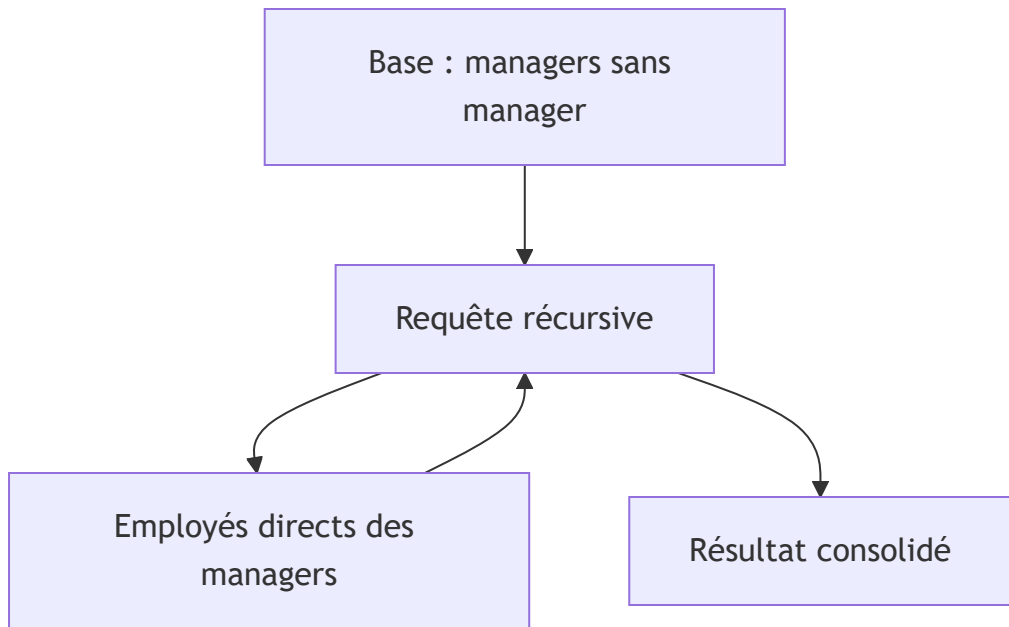 Base : managers sans
manager
Requête récursive
Employés directs des
managers
Résultat consolidé